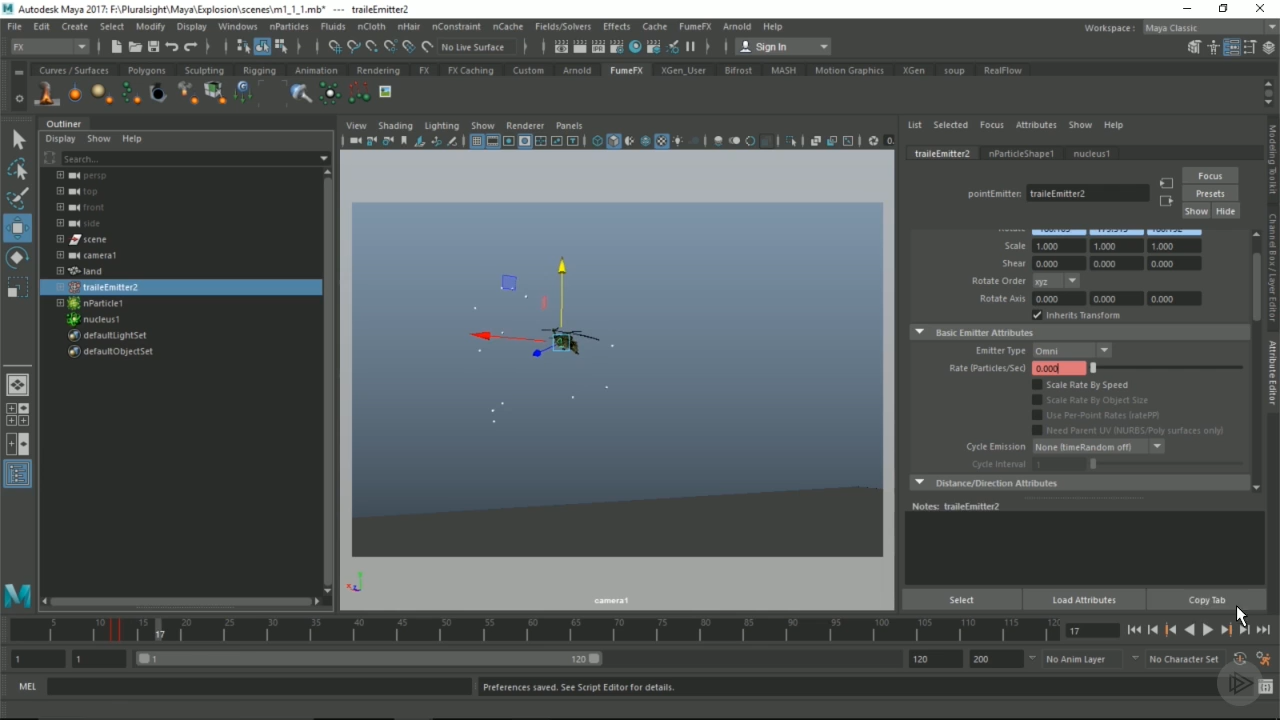 Autodesk Maya 2017: F:\Pluralsight\Maya\Explosion\scenes\m1_1_1.mb* --- traileEmitter2
File Edit Create Select Modify Display Windows nParticles Fluids nCloth nHair nConstraint nCache Fields/Solvers Effects Cache FumeFX Arnold Help Workspace: Maya Classic
FX No Live Surface Sign In
Curves / Surfaces Polygons Sculpting Rigging Animation Rendering FX FX Caching Custom Arnold FumeFX XGen_User Bifrost MASH Motion Graphics XGen soup RealFlow
Outliner
Display Show Help
Search...
persp
top
front
side
scene
camera1
land
traileEmitter2
nParticle1
nucleus1
defaultLightSet
defaultObjectSet
View Shading Lighting Show Renderer Panels
0.
camera1
List Selected Focus Attributes Show Help
traileEmitter2 nParticleShape1 nucleus1
pointEmitter: traileEmitter2
Focus
Presets
Show Hide
Scale 1.000 1.000 1.000
Shear 0.000 0.000 0.000
Rotate Order xyz
Rotate Axis 0.000 0.000 0.000
Inherits Transform
Basic Emitter Attributes
Emitter Type Omni
Rate (Particles/Sec) 0.000
Scale Rate By Speed
Scale Rate By Object Size
Use Per-Point Rates (ratePP)
Need Parent UV (NURBS/Poly surfaces only)
Cycle Emission None (timeRandom off)
Cycle Interval 1
Distance/Direction Attributes
Notes: traileEmitter2
Select Load Attributes Copy Tab
Modeling Toolkit
Channel Box / Layer Editor
Attribute Editor
5 10 15 17 20 25 30 35 40 45 50 55 60 65 70 75 80 85 90 95 100 105 110 115 120 17
1 1 1 120 120 200 No Anim Layer No Character Set
MEL Preferences saved. See Script Editor for details.